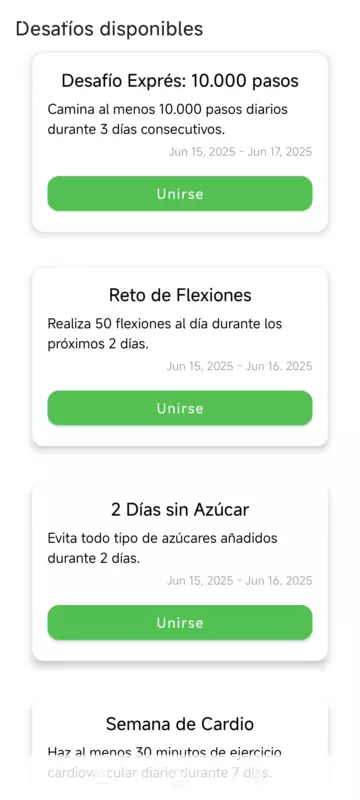 Desafíos disponibles
Desafío Exprés: 10.000 pasos
Camina al menos 10.000 pasos diarios
durante 3 días consecutivos.
Jun 15, 2025 - Jun 17, 2025
Unirse
Reto de Flexiones
Realiza 50 flexiones al día durante los
próximos 2 días.
Jun 15, 2025 - Jun 16, 2025
Unirse
2 Días sin Azúcar
Evita todo tipo de azúcares añadidos
durante 2 días.
Jun 15, 2025 - Jun 16, 2025
Unirse
Semana de Cardio
Haz al menos 30 minutos de ejercicio
cardiovascular diario durante 7 días.